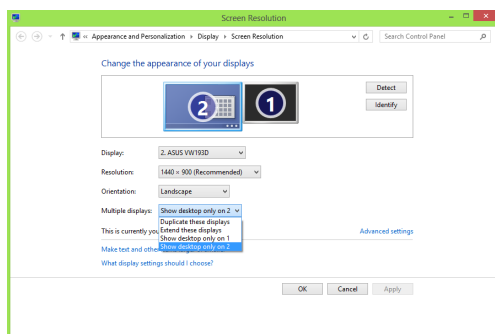 Screen Resolution
« Appearance and Personalization Display Screen Resolution Search Control Panel
Change the appearance of your displays
2 1
Detect
Identify
Display: 2. ASUS VW193D
Resolution: 1440 × 900 (Recommended)
Orientation: Landscape
Multiple displays: Show desktop only on 2
Duplicate these displays
This is currently you Extend these displays Advanced settings
Show desktop only on 1
Make text and othe Show desktop only on 2
What display settings should I choose?
OK Cancel Apply